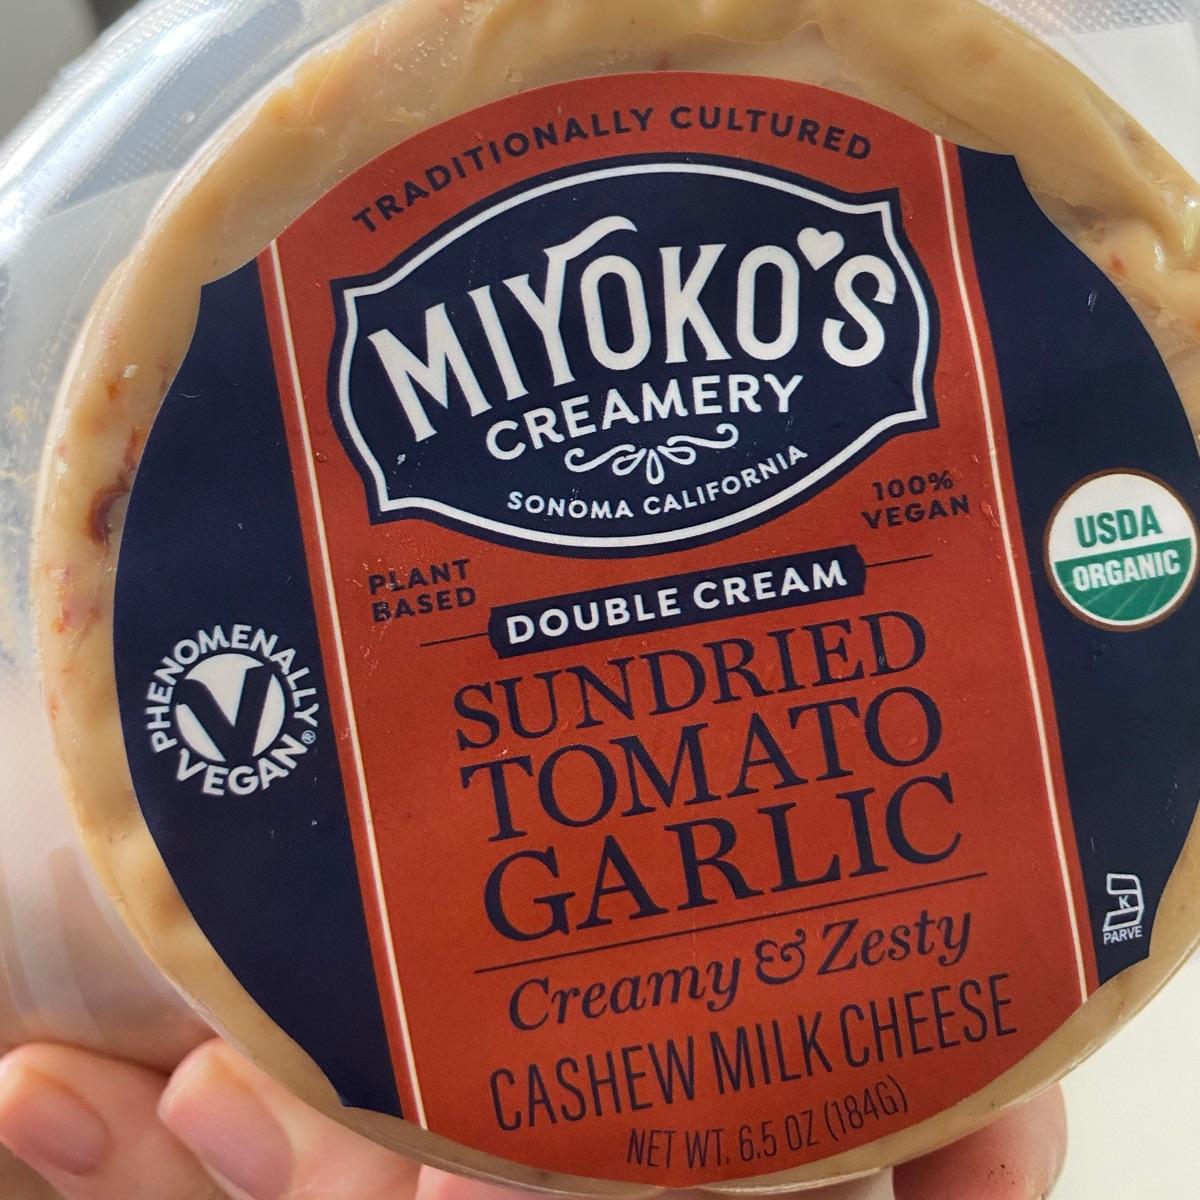 TRADITIONALLY CULTURED
MIYOKO'S
CREAMERY
SONOMA CALIFORNIA
PLANT
BASED
100%
VEGAN
DOUBLE CREAM
SUNDRIED
TOMATO
GARLIC
Creamy & Zesty
CASHEW MILK CHEESE
NET WT. 6.5 OZ (184G)
PHENOMENALLY
V
VEGAN®
USDA
ORGANIC
K
PARVE